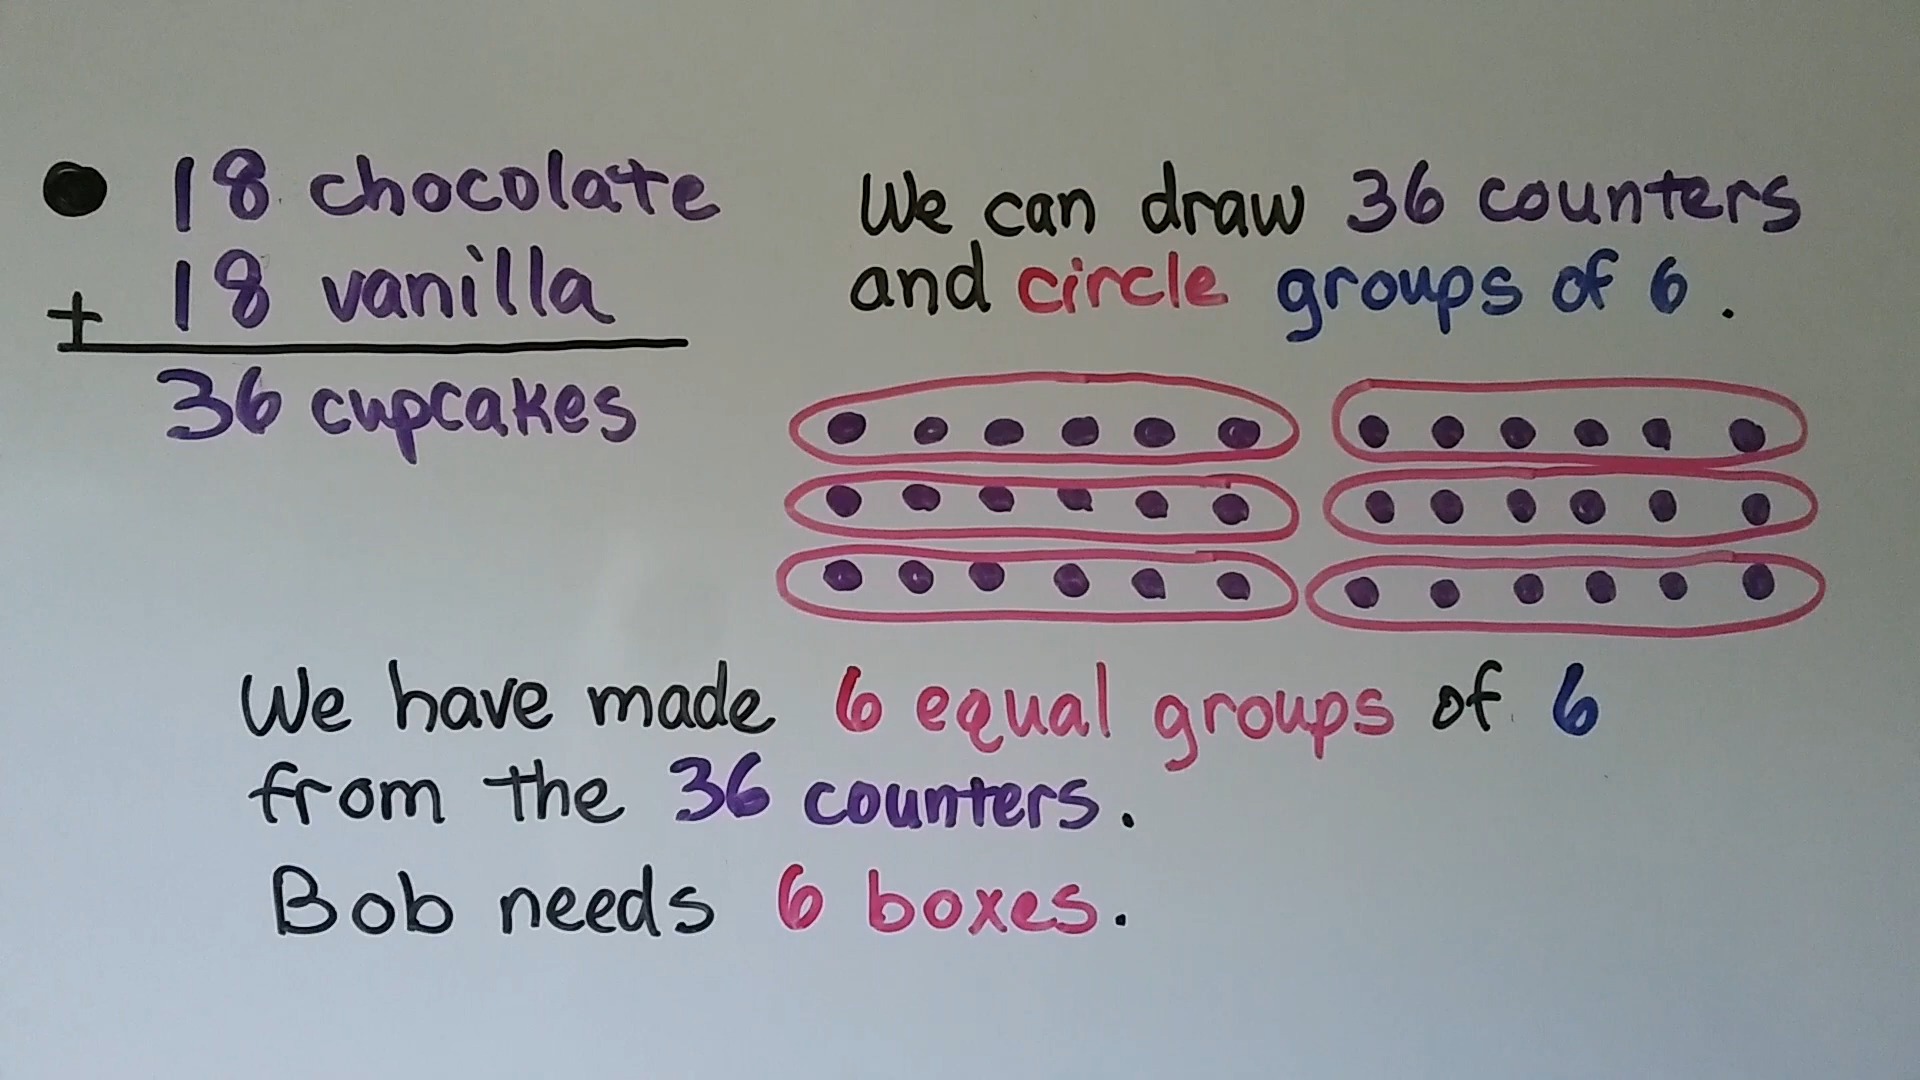 18 chocolate
+ 18 vanilla
36 cupcakes
We can draw 36 counters
and circle groups of 6.
We have made 6 equal groups of 6
from the 36 counters.
Bob needs 6 boxes.